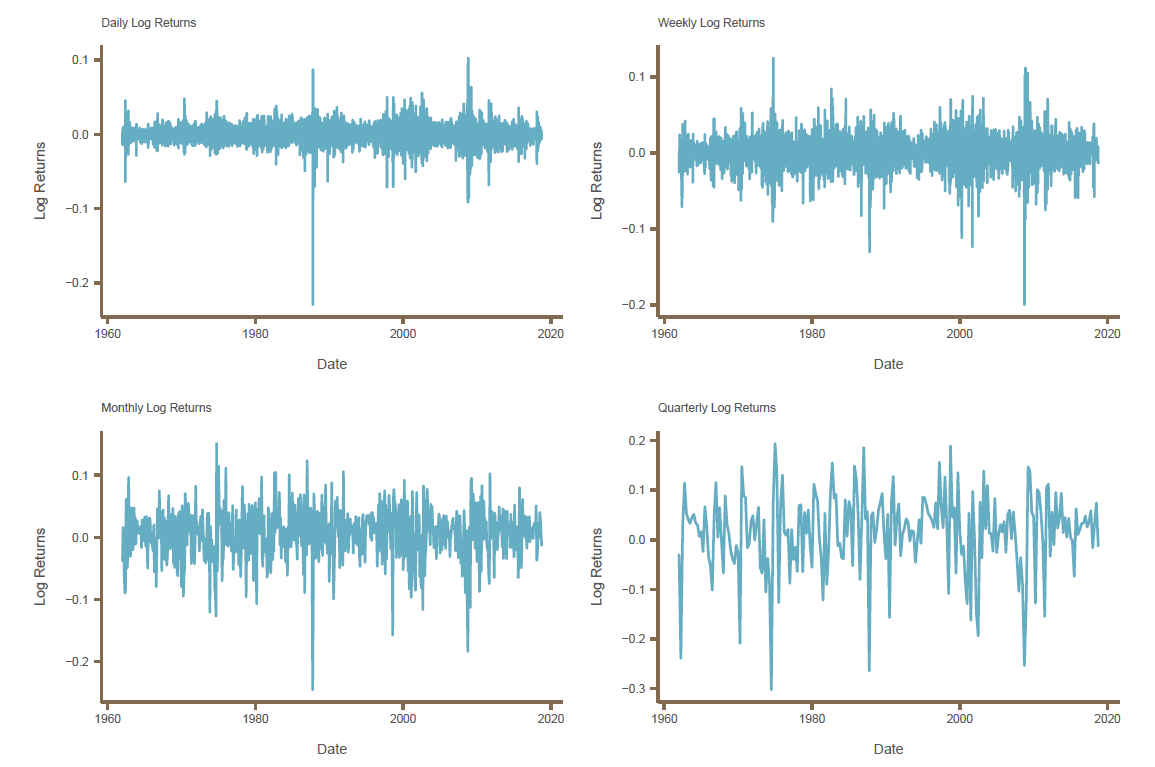 Daily Log Returns
0.1
0.0
−0.1
−0.2
Log Returns
1960 1980 2000 2020
Date
Weekly Log Returns
0.1
0.0
−0.1
−0.2
Log Returns
1960 1980 2000 2020
Date
Monthly Log Returns
0.1
0.0
−0.1
−0.2
Log Returns
1960 1980 2000 2020
Date
Quarterly Log Returns
0.2
0.1
0.0
−0.1
−0.2
−0.3
Log Returns
1960 1980 2000 2020
Date